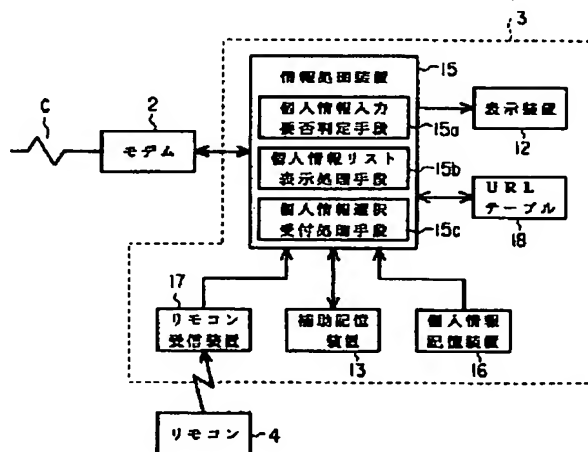 3
15
情報処理装置
個人情報入力
要否判定手段
15a
個人情報リスト
表示処理手段
15b
個人情報選択
受付処理手段
15c
C
2
モデム
表示装置
12
URL
テーブル
18
17
リモコン
受信装置
補助記憶
装置
13
個人情報
記憶装置
16
リモコン
4